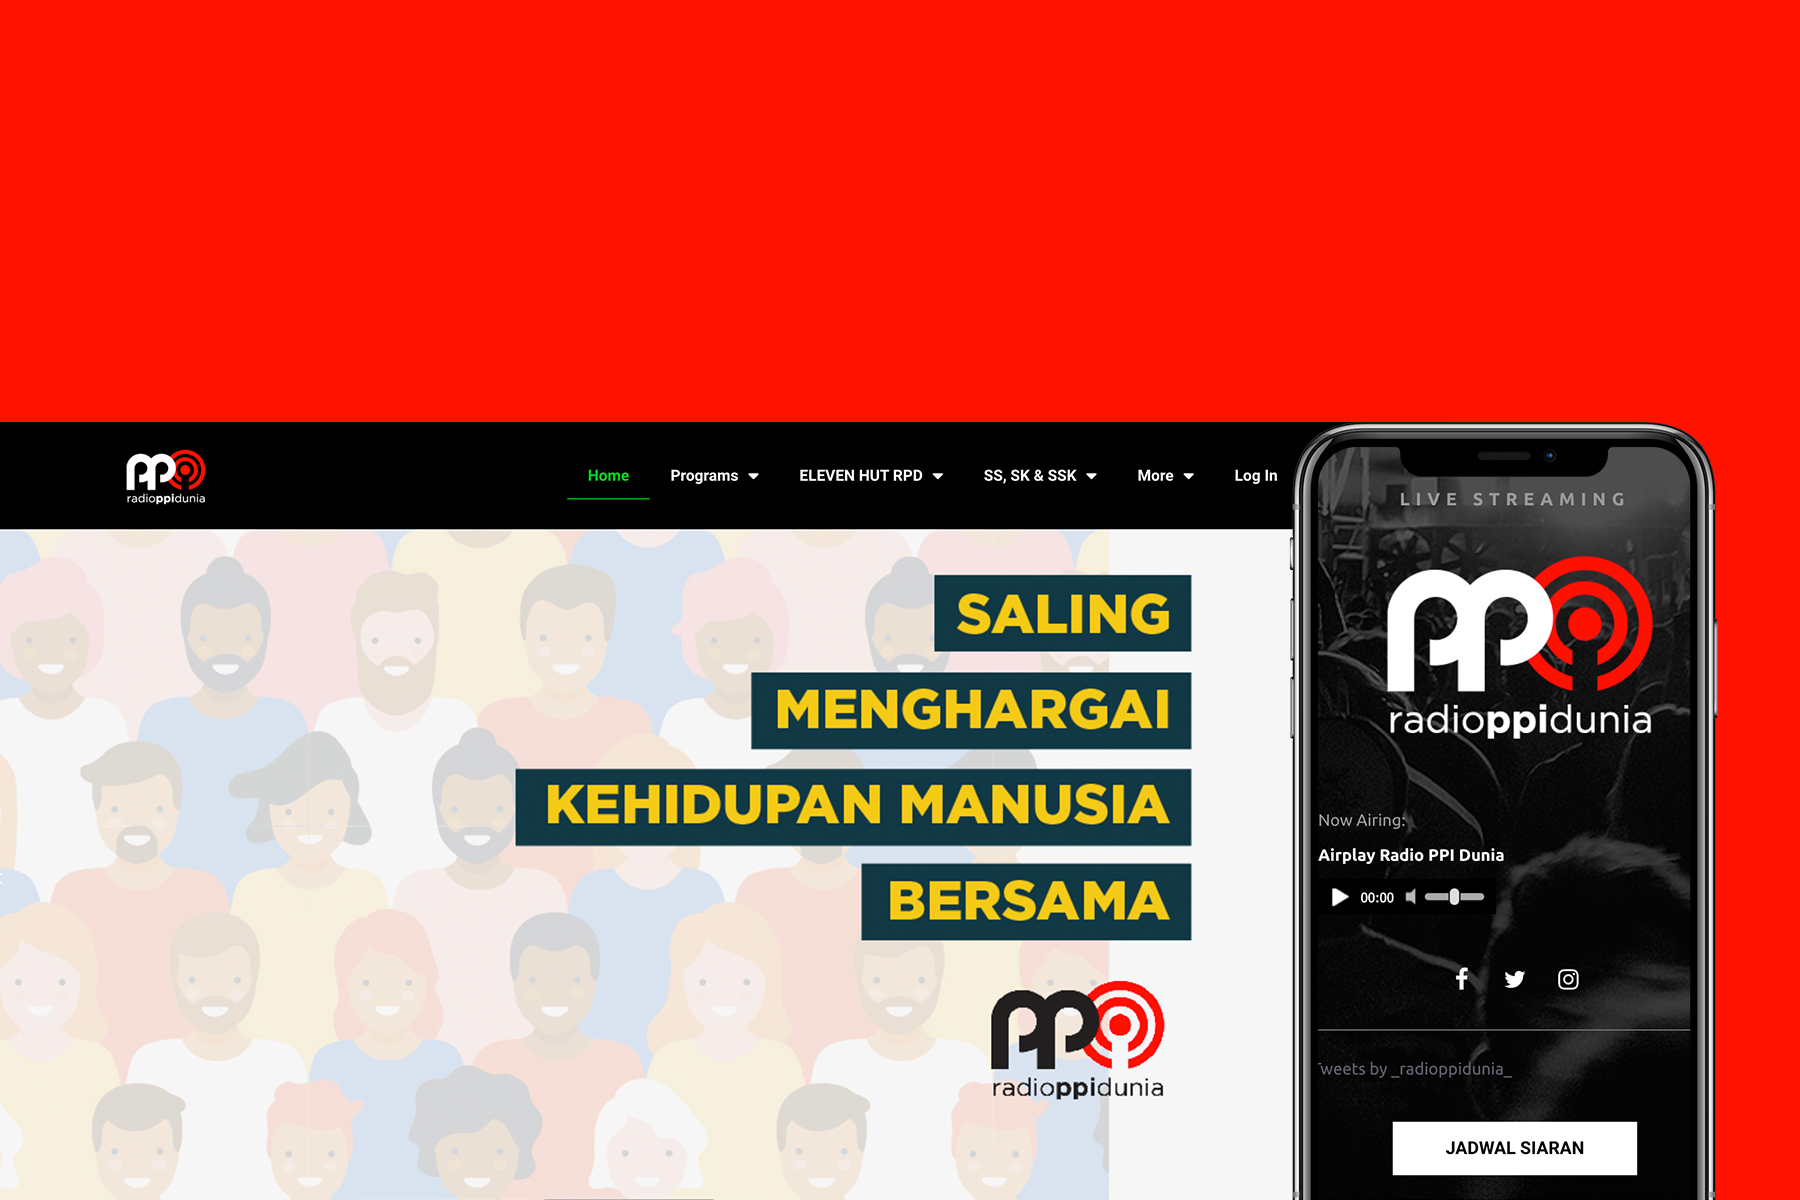 radioppidunia
Home Programs ELEVEN HUT RPD SS, SK & SSK More Log In
SALING
MENGHARGAI
KEHIDUPAN MANUSIA
BERSAMA
radioppidunia
LIVE STREAMING
radioppidunia
Now Airing:
Airplay Radio PPI Dunia
00:00
Tweets by _radioppidunia_
JADWAL SIARAN